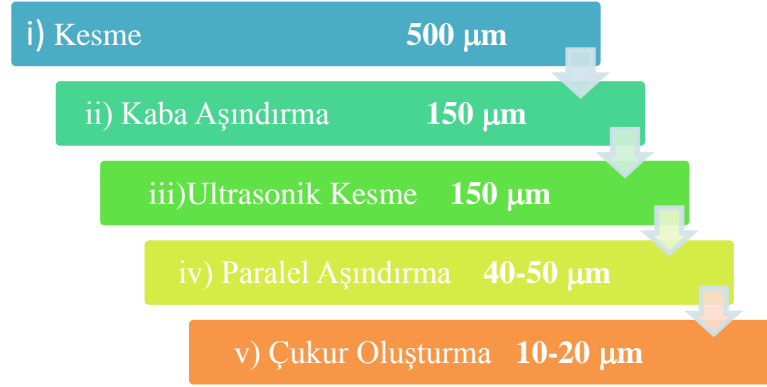 i) Kesme 500 μm
ii) Kaba Aşındırma 150 μm
iii)Ultrasonik Kesme 150 μm
iv) Paralel Aşındırma 40-50 μm
v) Çukur Oluşturma 10-20 μm